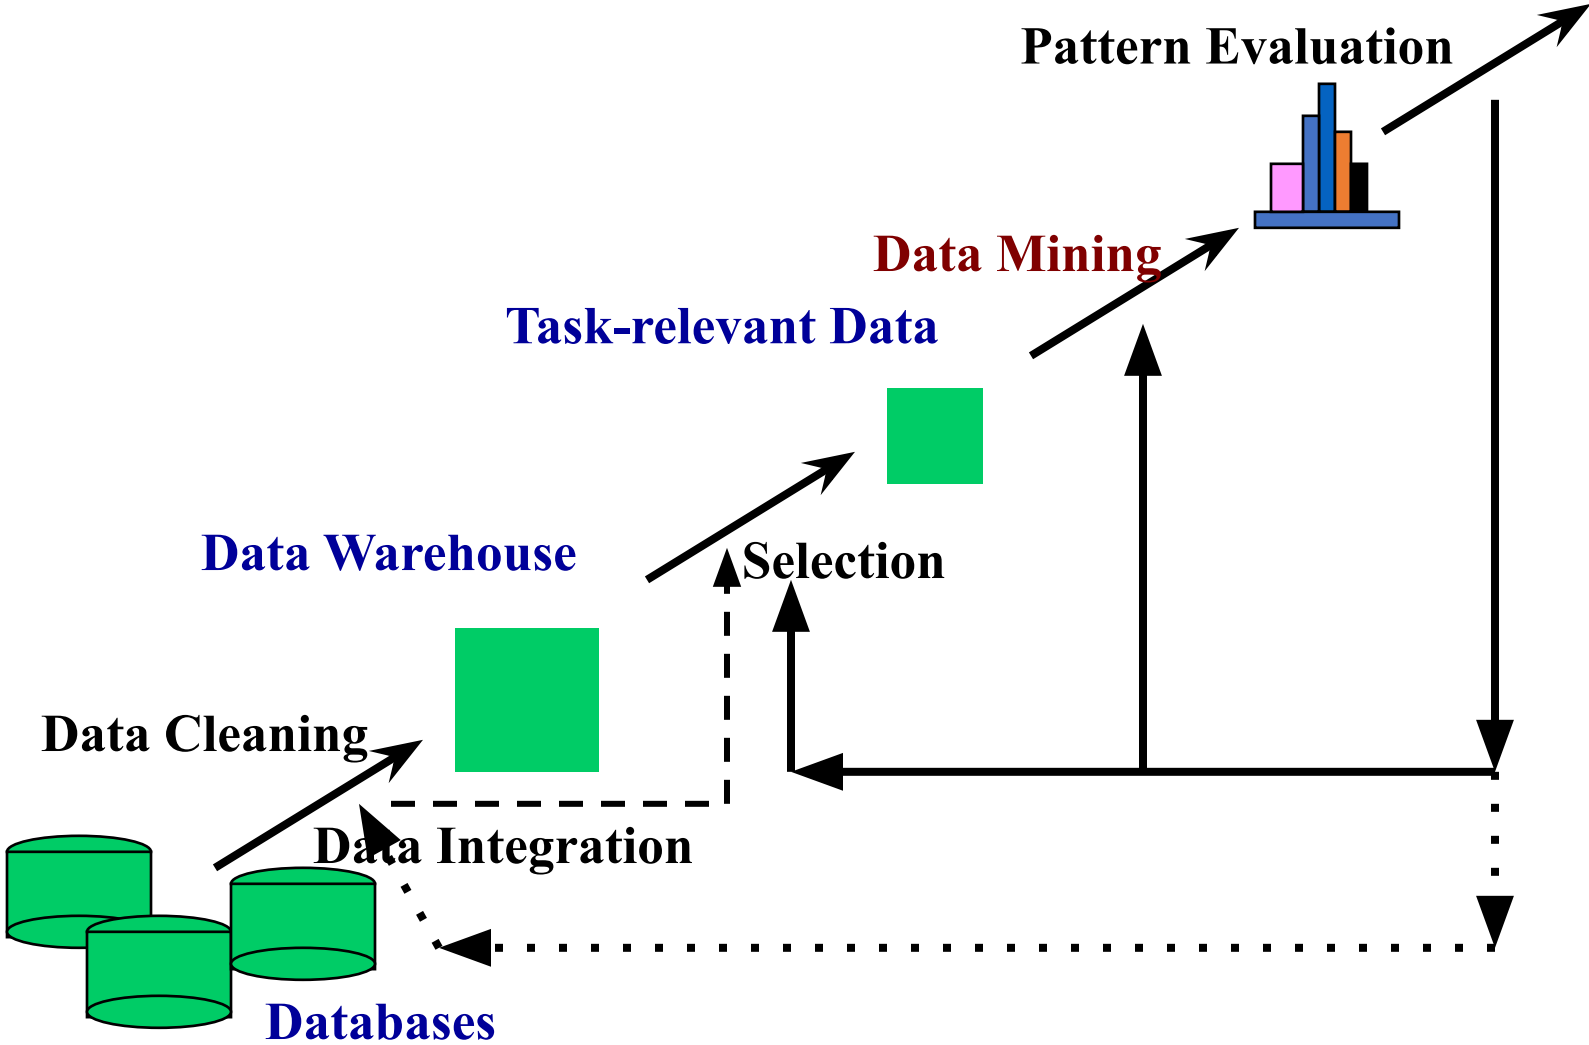 Pattern Evaluation
Data Mining
Task-relevant Data
Data Warehouse
Selection
Data Cleaning
Data Integration
Databases